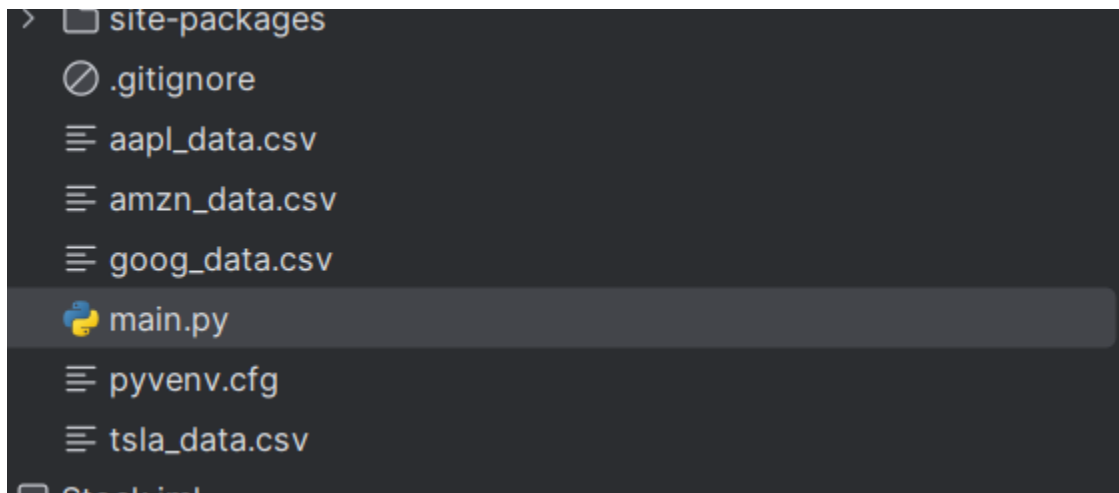 site-packages
.gitignore
aapl_data.csv
amzn_data.csv
goog_data.csv
main.py
pyvenv.cfg
tsla_data.csv